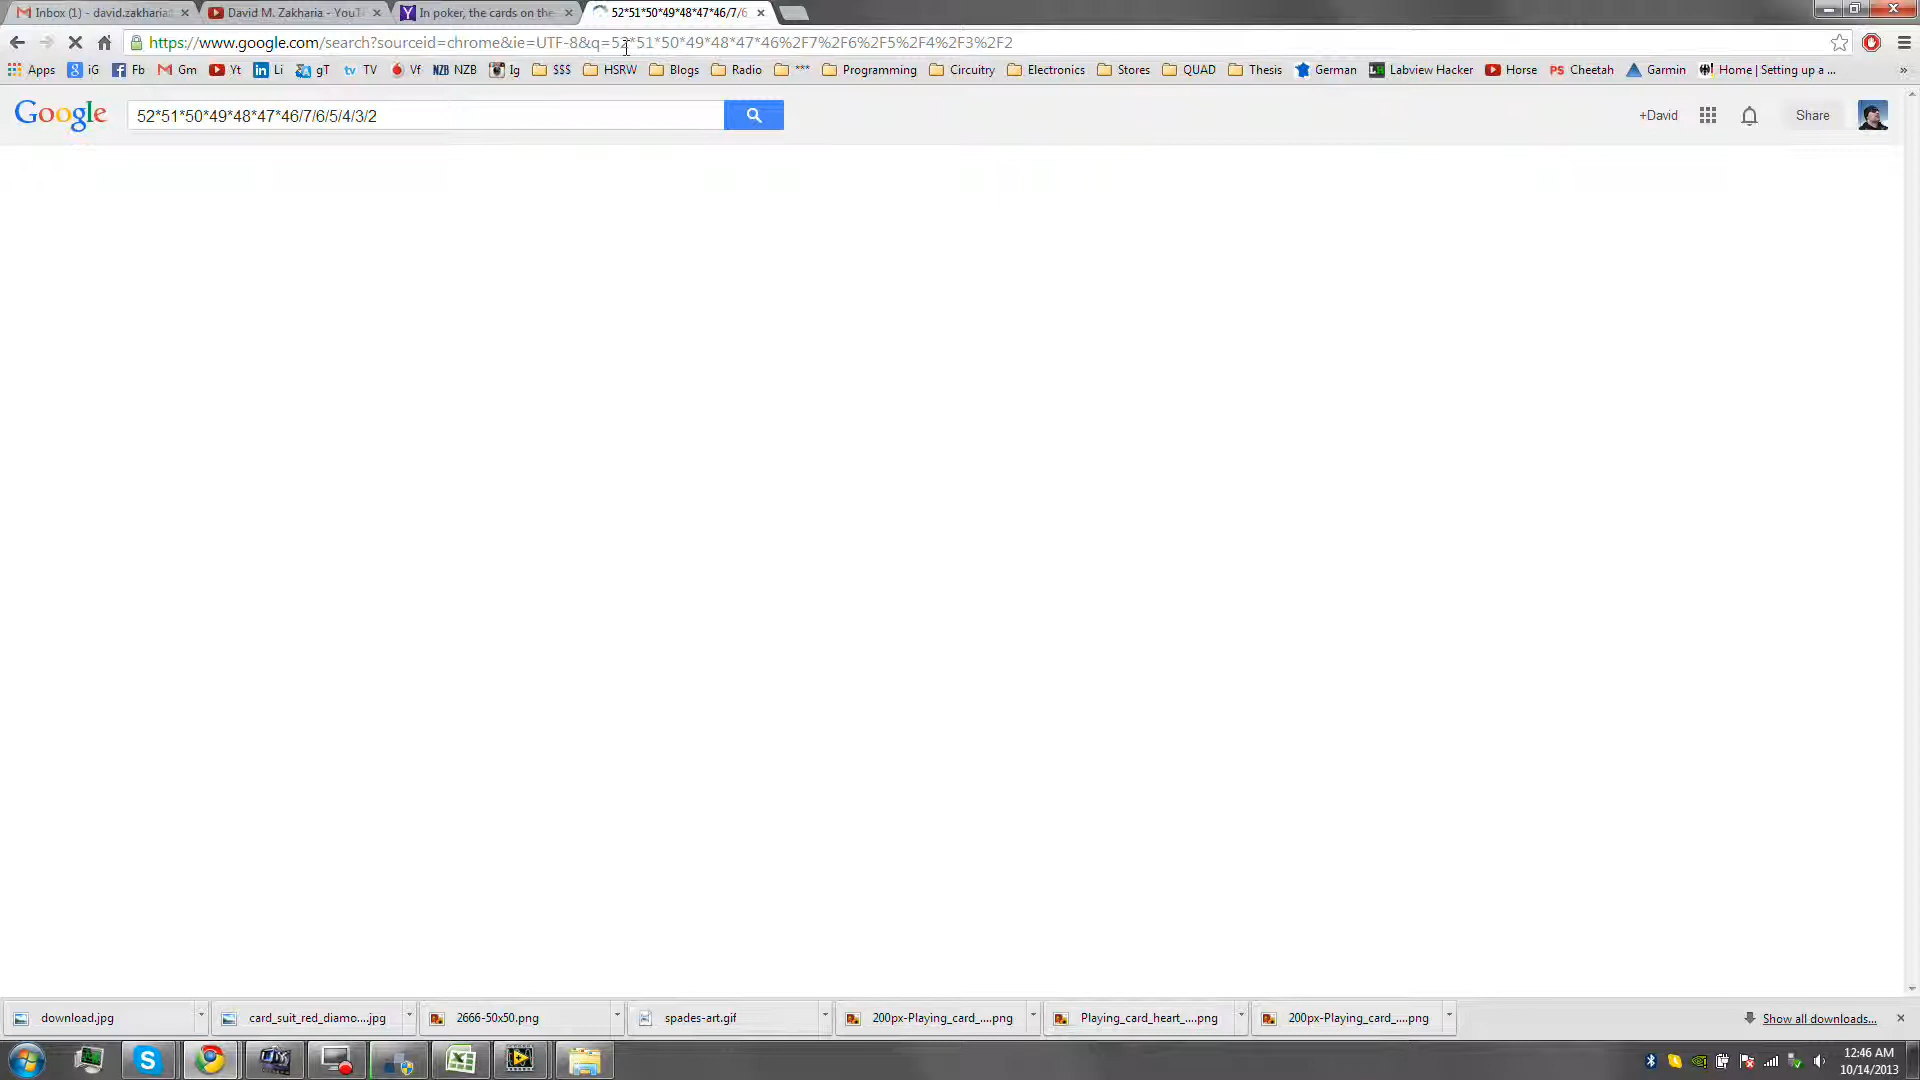 Inbox (1) - david.zakharia
David M. Zakharia - YouT
In poker, the cards on the
52*51*50*49*48*47*46/7/6
https://www.google.com/search?sourceid=chrome&ie=UTF-8&q=52*51*50*49*48*47*46%2F7%2F6%2F5%2F4%2F3%2F2
Apps iG Fb Gm Yt Li gT TV Vf NZB Ig $$$ HSRW Blogs Radio *** Programming Circuitry Electronics Stores QUAD Thesis German Labview Hacker Horse Cheetah Garmin Home | Setting up a ... »
Google 52*51*50*49*48*47*46/7/6/5/4/3/2 +David Share
download.jpg card_suit_red_diamo....jpg 2666-50x50.png spades-art.gif 200px-Playing_card_....png Playing_card_heart_....png 200px-Playing_card_....png Show all downloads...
12:46 AM
10/14/2013